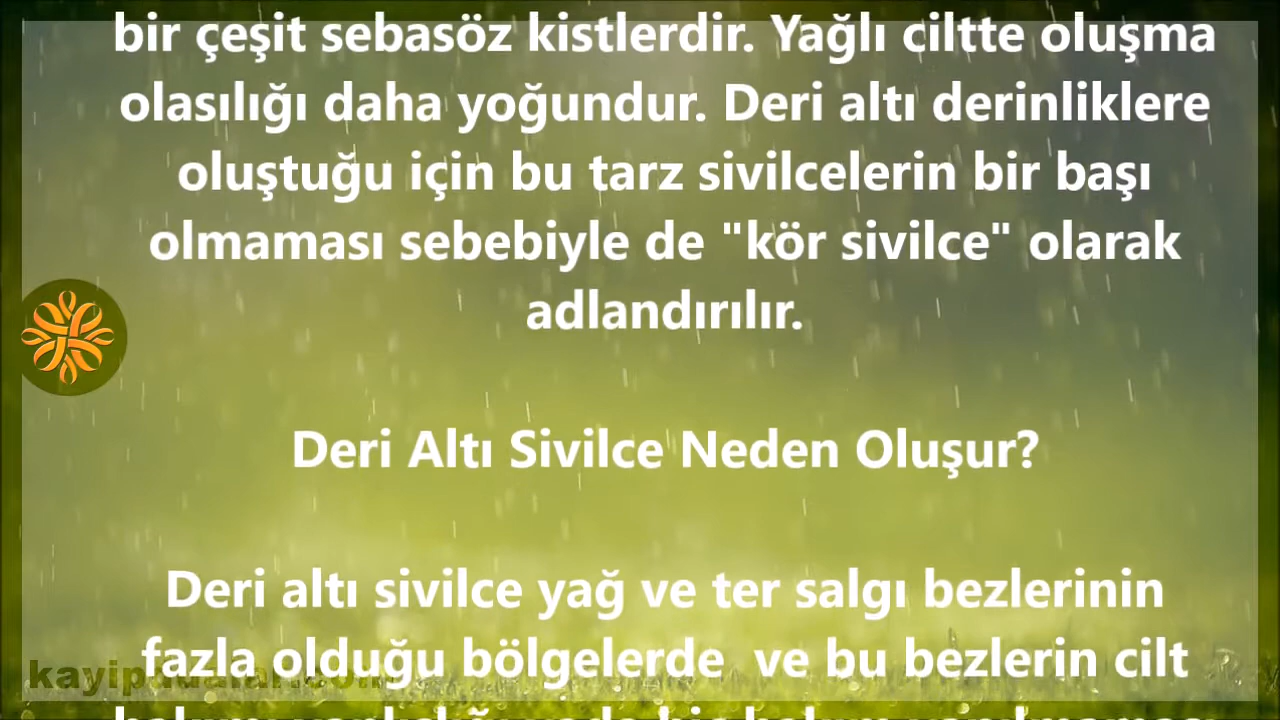 bir çeşit sebasöz kistlerdir. Yağlı ciltte oluşma
olasılığı daha yoğundur. Deri altı derinliklere
oluştuğu için bu tarz sivilcelerin bir başı
olmaması sebebiyle de "kör sivilce" olarak
adlandırılır.
Deri Altı Sivilce Neden Oluşur?
Deri altı sivilce yağ ve ter salgı bezlerinin
fazla olduğu bölgelerde ve bu bezlerin cilt